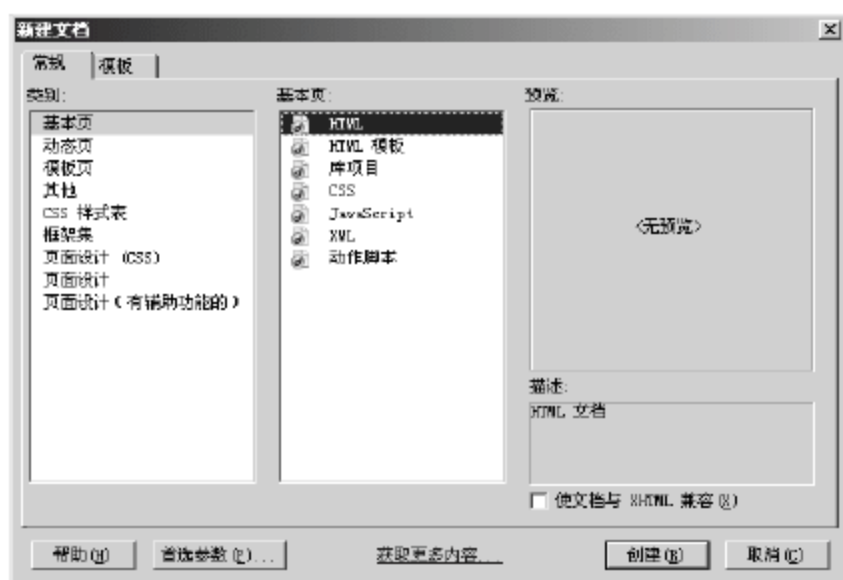 新建文档
常规 模板
类别:
基本页
动态页
模板页
其他
CSS 样式表
框架集
页面设计 (CSS)
页面设计
页面设计(有辅助功能的)
基本页:
HTML
HTML 模板
库项目
CSS
JavaScript
XML
动作脚本
预览:
<无预览>
描述:
HTML 文档
使文档与 XHTML 兼容(X)
帮助(H) 首选参数(P)... 获取更多内容... 创建(R) 取消(C)